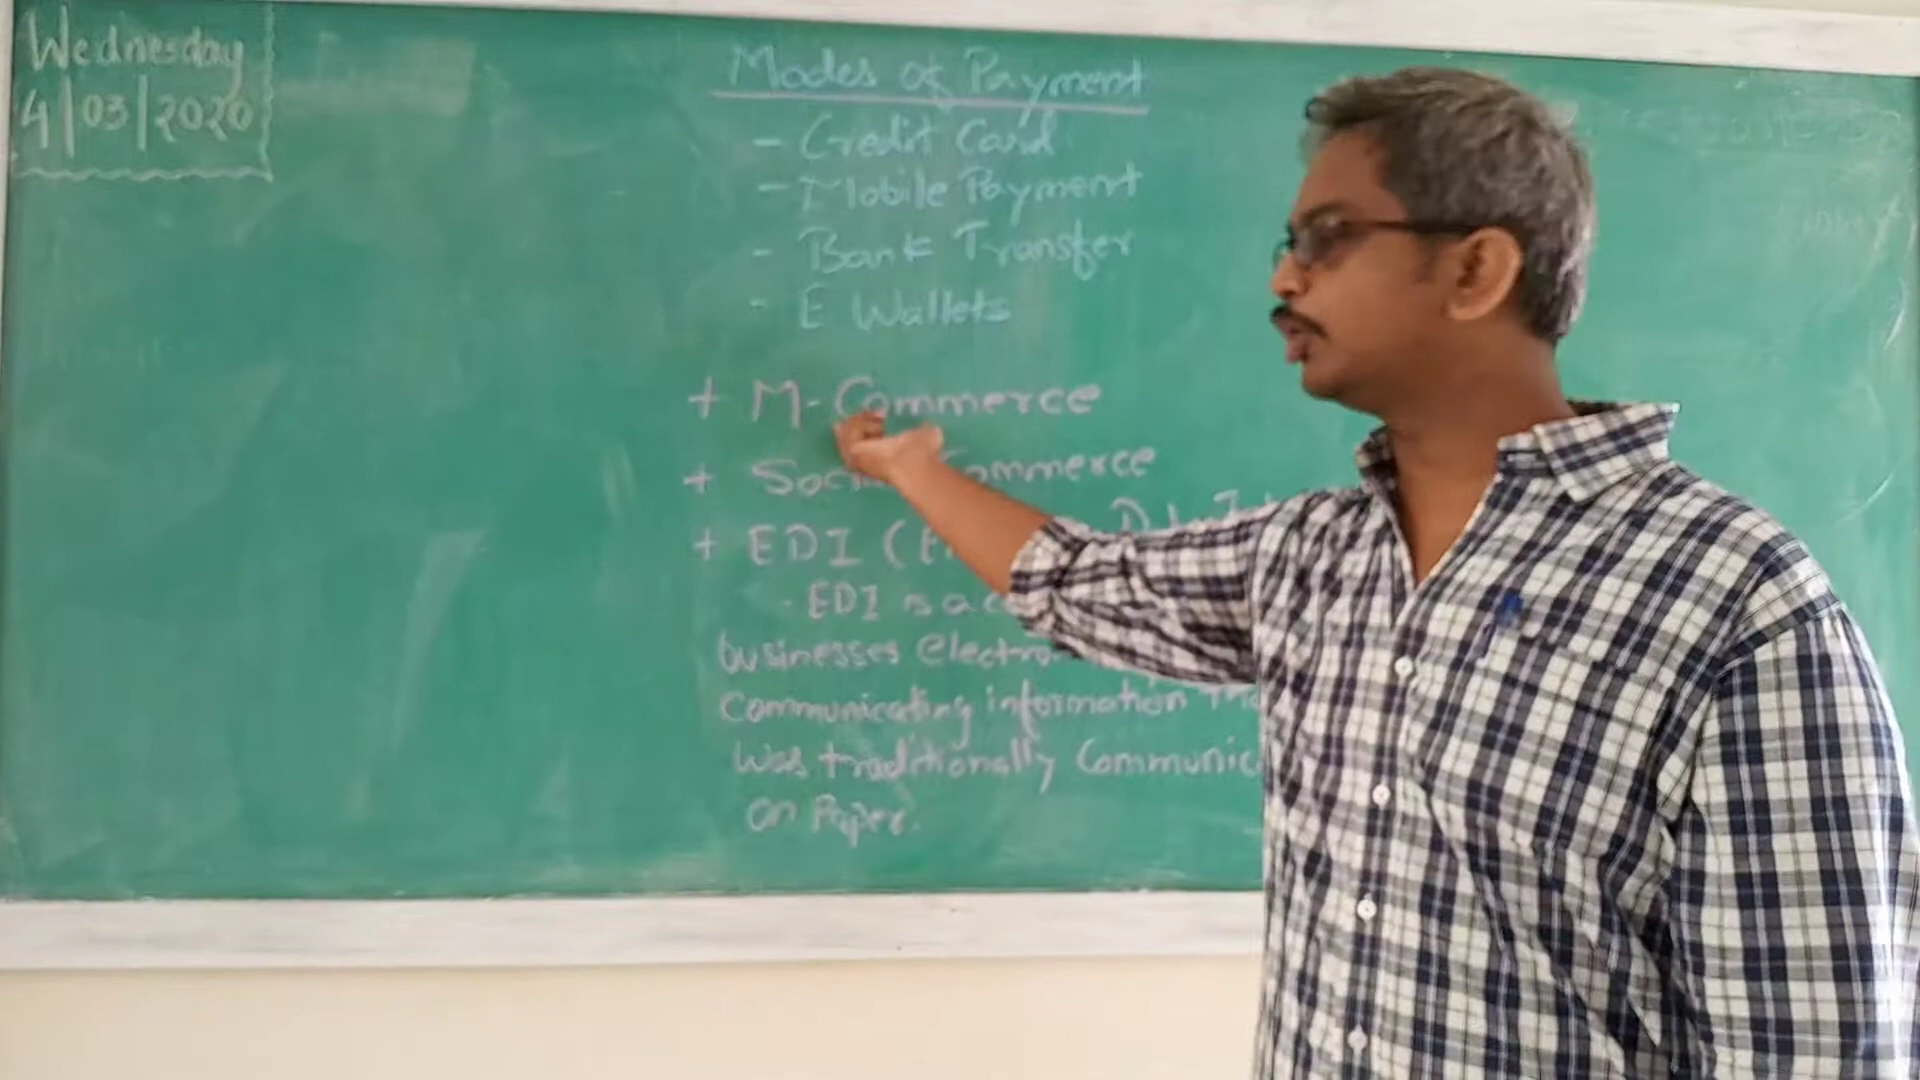 Wednesday
4/03/2020
Modes of Payment
- Credit Card
- Mobile Payment
- Bank Transfer
- E Wallets
+ M-Commerce
+ Social Commerce
+ EDI (
- EDI is a
businesses
communicating information
was traditionally
on Paper.